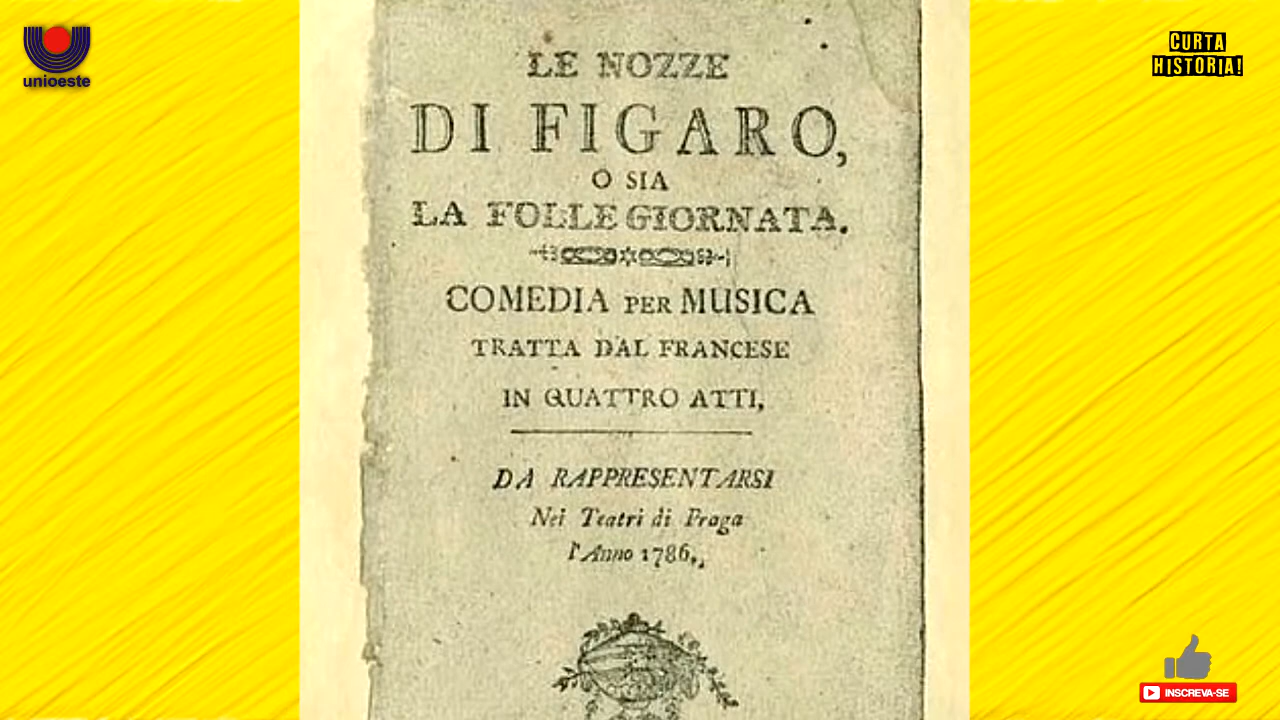 unioeste
CURTA
HISTORIA!
LE NOZZE
DI FIGARO,
O SIA
LA FOLLE GIORNATA.
COMEDIA PER MUSICA
TRATTA DAL FRANCESE
IN QUATTRO ATTI,
DA RAPPRESENTARSI
Nei Teatri di Praga
l'Anno 1786.,
INSCREVA-SE